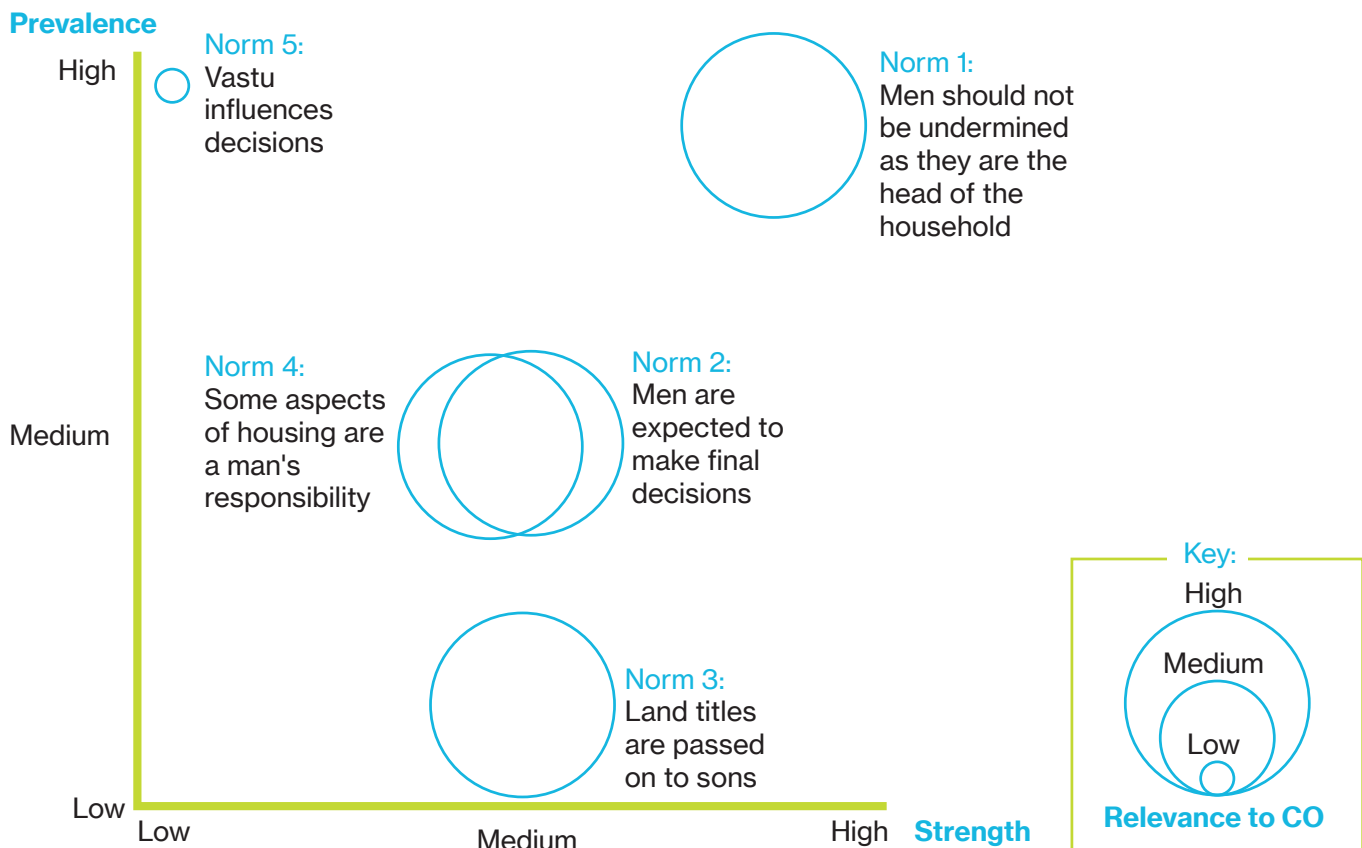 Prevalence
High
Norm 5:
Vastu
influences
decisions
Norm 1:
Men should not
be undermined
as they are the
head of the
household
Medium
Norm 4:
Some aspects
of housing are
a man's
responsibility
Norm 2:
Men are
expected to
make final
decisions
Norm 3:
Land titles
are passed
on to sons
Low
Low
Medium
High
Strength
Key:
High
Medium
Low
Relevance to CO